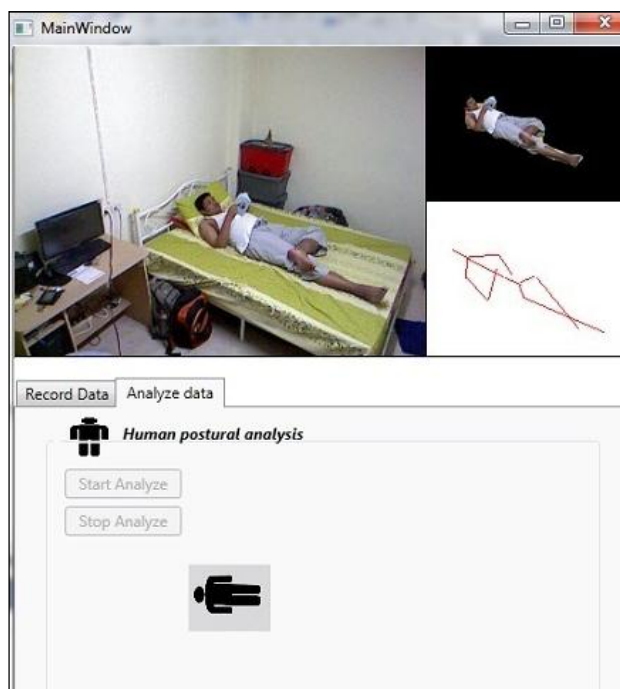 MainWindow
Record Data
Analyze data
Human postural analysis
Start Analyze
Stop Analyze